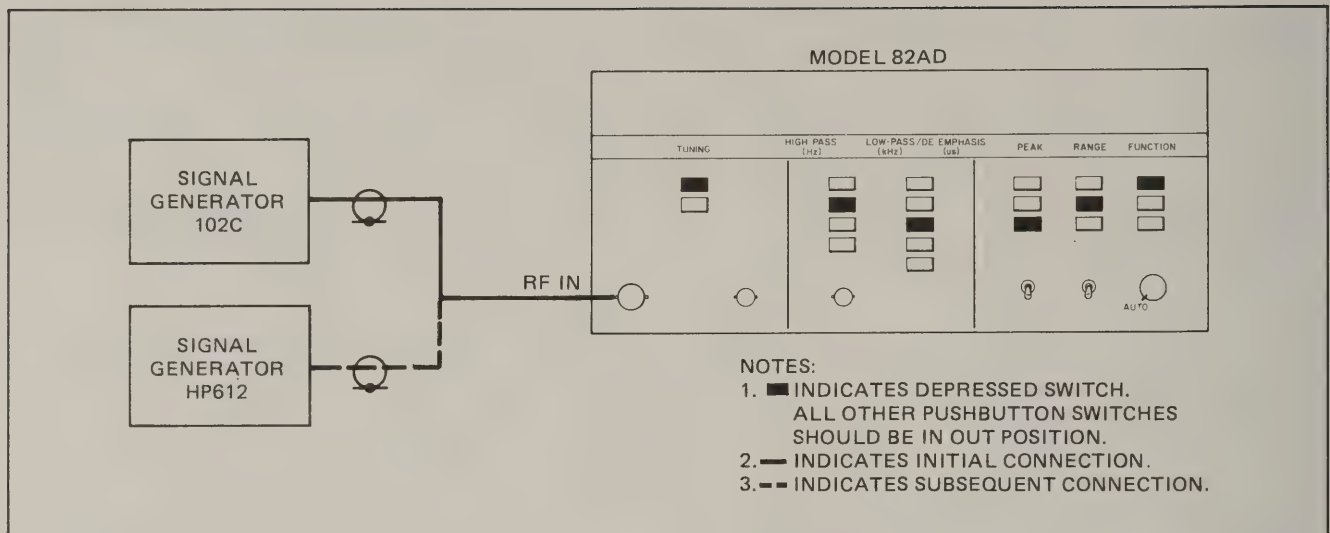 MODEL 82AD
TUNING
HIGH PASS
(Hz)
LOW-PASS/DE EMPHASIS
(kHz) (us)
PEAK
RANGE
FUNCTION
SIGNAL
GENERATOR
102C
RF IN
AUTO
SIGNAL
GENERATOR
HP612
NOTES:
1. INDICATES DEPRESSED SWITCH.
ALL OTHER PUSHBUTTON SWITCHES
SHOULD BE IN OUT POSITION.
2. INDICATES INITIAL CONNECTION.
3. INDICATES SUBSEQUENT CONNECTION.